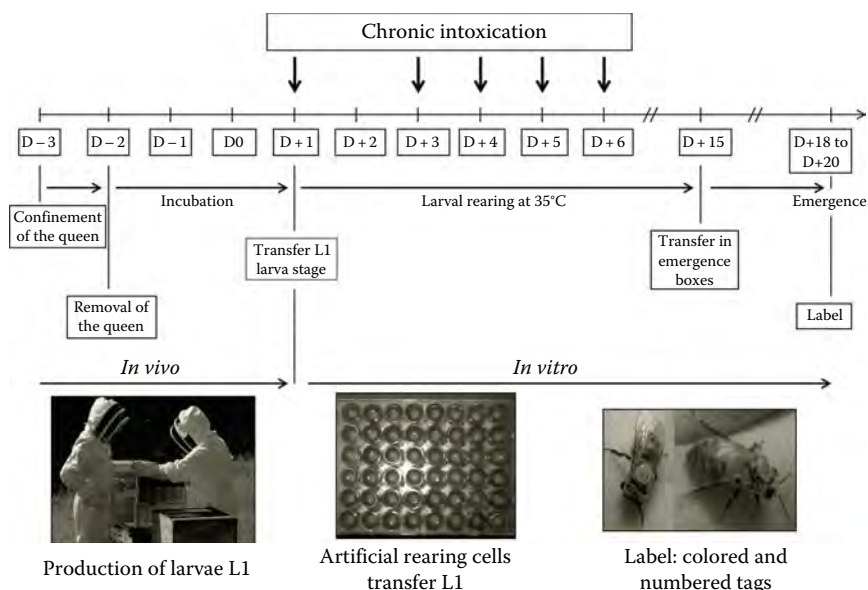 Chronic intoxication
D – 3
D – 2
D – 1
D0
D + 1
D + 2
D + 3
D + 4
D + 5
D + 6
D + 15
D+18 to
D+20
Incubation
Larval rearing at 35°C
Emergence
Confinement
of the queen
Removal of
the queen
Transfer L1
larva stage
Transfer in
emergence
boxes
Label
In vivo
In vitro
Production of larvae L1
Artificial rearing cells
transfer L1
Label: colored and
numbered tags